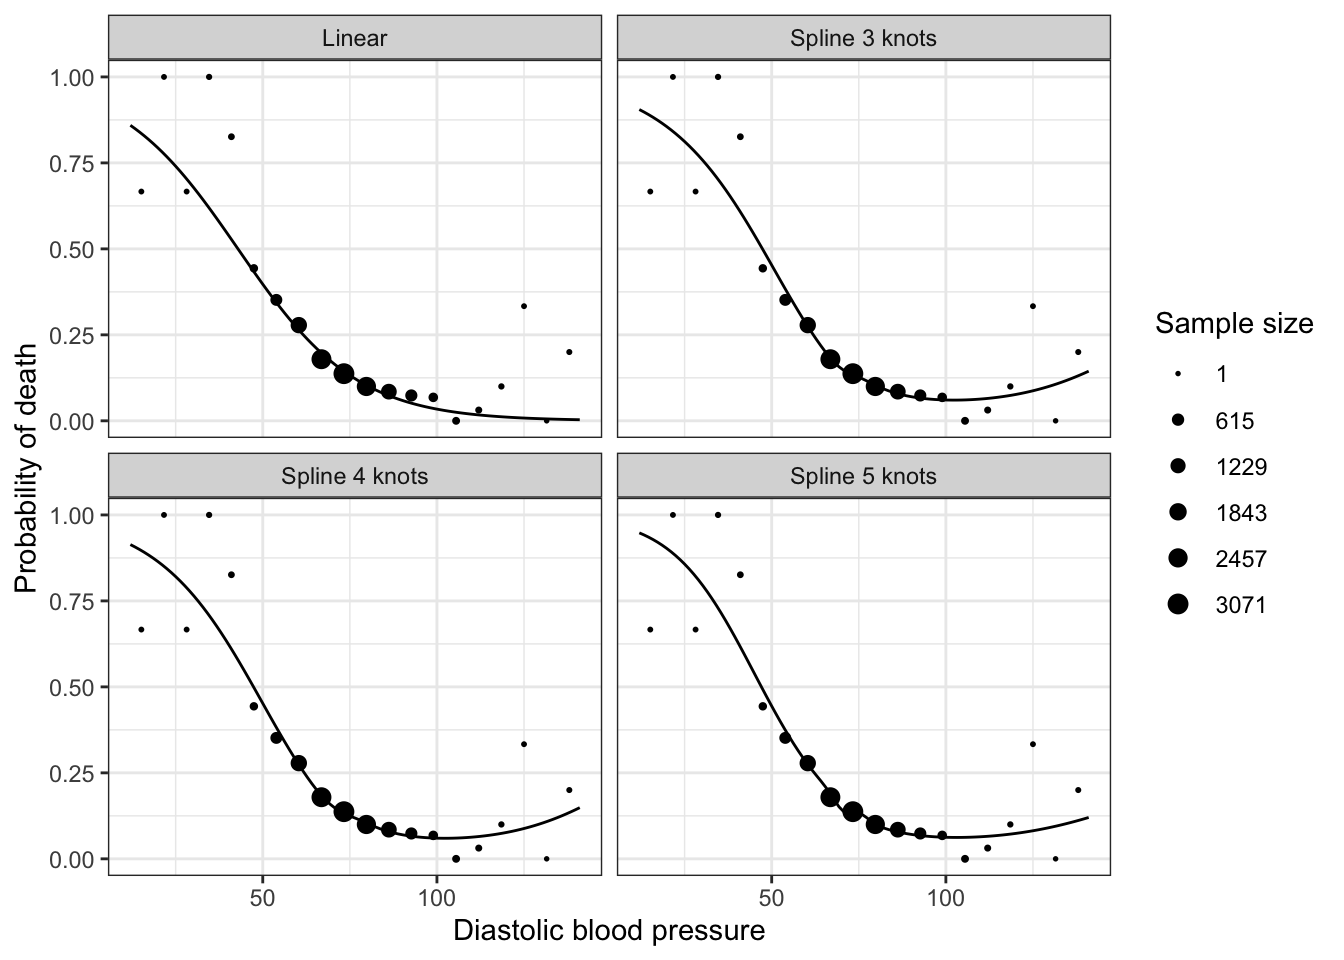 Linear
Spline 3 knots
1.00
0.75
0.50
0.25
0.00
Spline 4 knots
Spline 5 knots
1.00
0.75
0.50
0.25
0.00
50
100
50
100
Probability of death
Diastolic blood pressure
Sample size
1
615
1229
1843
2457
3071